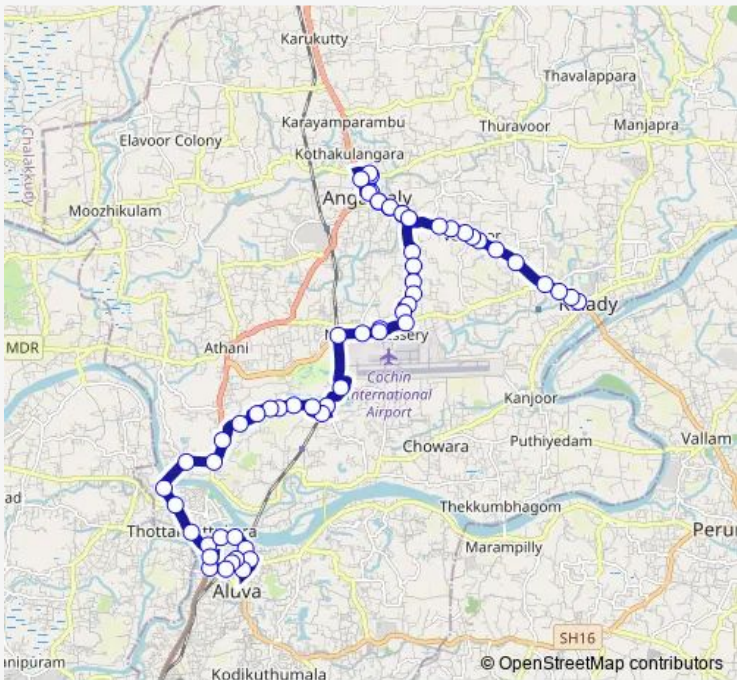 Karukutty
Thavalappara
Karayamparambu
Thuravoor
Manjapra
Elavoor Colony
Kothakulangara
Chalakkudy
Moozhikulam
MDR
Athani
Cochin
International
Airport
Kanjoor
Chowara
Puthiyedam
Vallam
Thekkumbhagom
Marampilly
Aluva
SH16
Kodikuthumala
© OpenStreetMap contributors